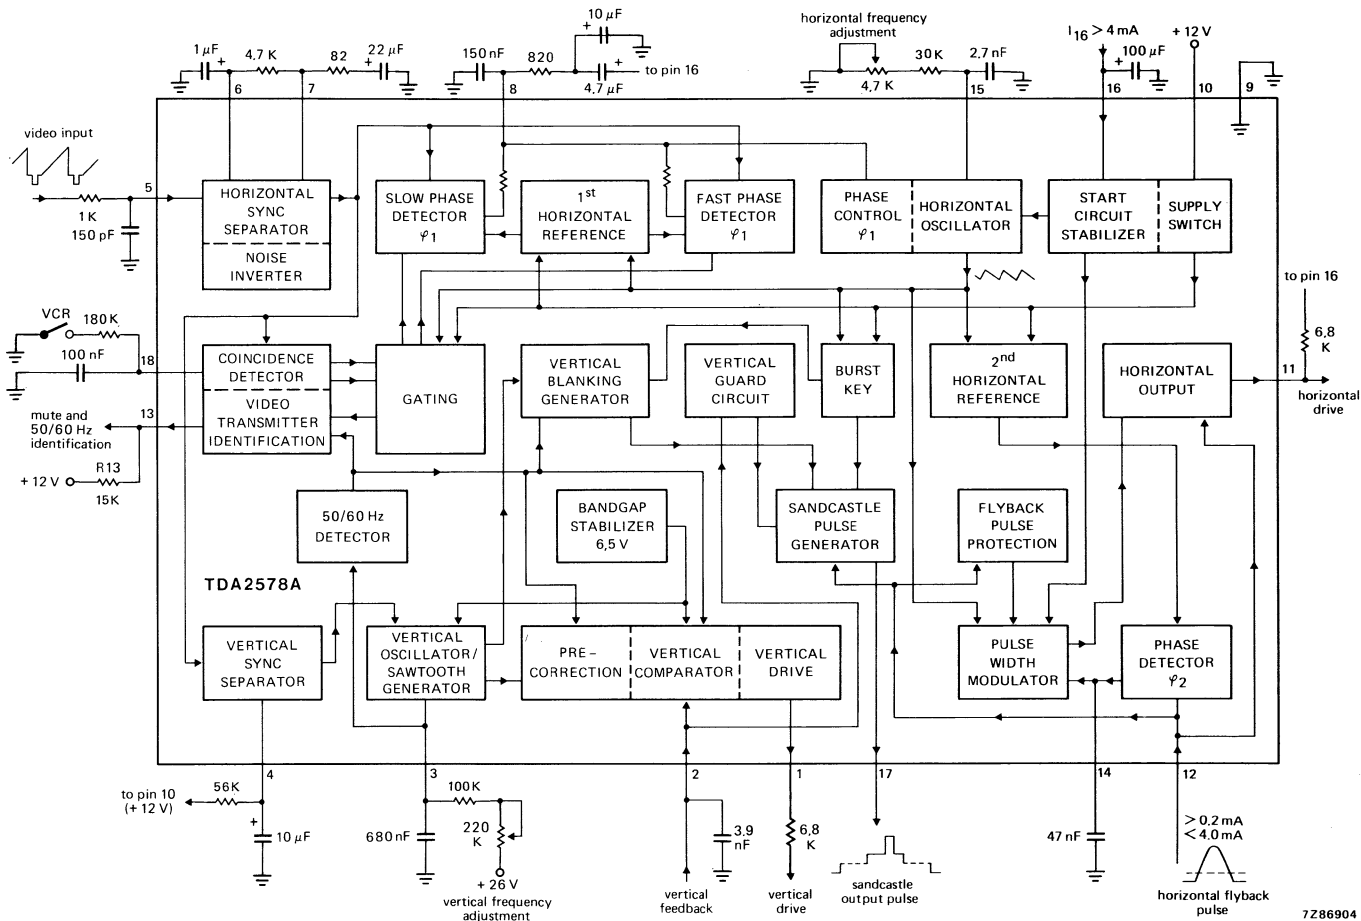 10 µF
+
horizontal frequency
adjustment
I16 > 4 mA
+ 12 V
1 µF
+
4,7 K
82
22 µF
+
150 nF
820
+
4,7 µF
to pin 16
30 K
4,7 K
2,7 nF
100 µF
+
6
7
8
15
16
10
9
video input
5
1 K
150 pF
HORIZONTAL
SYNC
SEPARATOR
NOISE
INVERTER
SLOW PHASE
DETECTOR
φ1
1st
HORIZONTAL
REFERENCE
FAST PHASE
DETECTOR
φ1
PHASE
CONTROL
φ1
HORIZONTAL
OSCILLATOR
START
CIRCUIT
STABILIZER
SUPPLY
SWITCH
to pin 16
6,8
K
VCR
180 K
100 nF
18
COINCIDENCE
DETECTOR
VIDEO
TRANSMITTER
IDENTIFICATION
GATING
VERTICAL
BLANKING
GENERATOR
VERTICAL
GUARD
CIRCUIT
BURST
KEY
2nd
HORIZONTAL
REFERENCE
HORIZONTAL
OUTPUT
11
horizontal
drive
mute and
50/60 Hz
identification
13
R13
+ 12 V
15K
50/60 Hz
DETECTOR
BANDGAP
STABILIZER
6,5 V
SANDCASTLE
PULSE
GENERATOR
FLYBACK
PULSE
PROTECTION
TDA2578A
VERTICAL
SYNC
SEPARATOR
VERTICAL
OSCILLATOR/
SAWTOOTH
GENERATOR
PRE –
CORRECTION
VERTICAL
COMPARATOR
VERTICAL
DRIVE
PULSE
WIDTH
MODULATOR
PHASE
DETECTOR
φ2
4
3
2
1
17
14
12
to pin 10
(+ 12 V)
56K
+
10 µF
100K
680 nF
220
K
+ 26 V
vertical frequency
adjustment
3,9
nF
vertical
feedback
6,8
K
vertical
drive
sandcastle
output pulse
47 nF
> 0,2 mA
< 4,0 mA
horizontal flyback
pulse
7Z86904